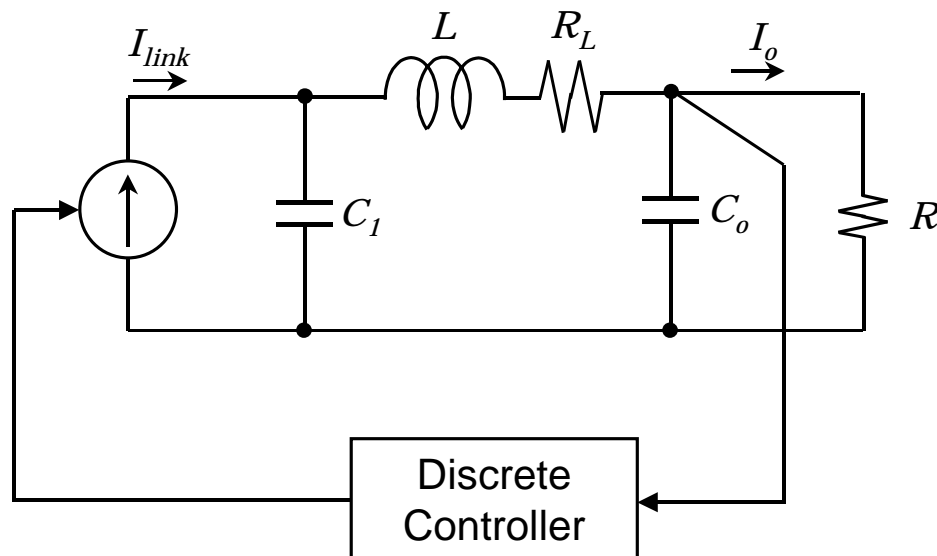 I_link
L
R_L
I_o
C_1
C_o
R
Discrete
Controller